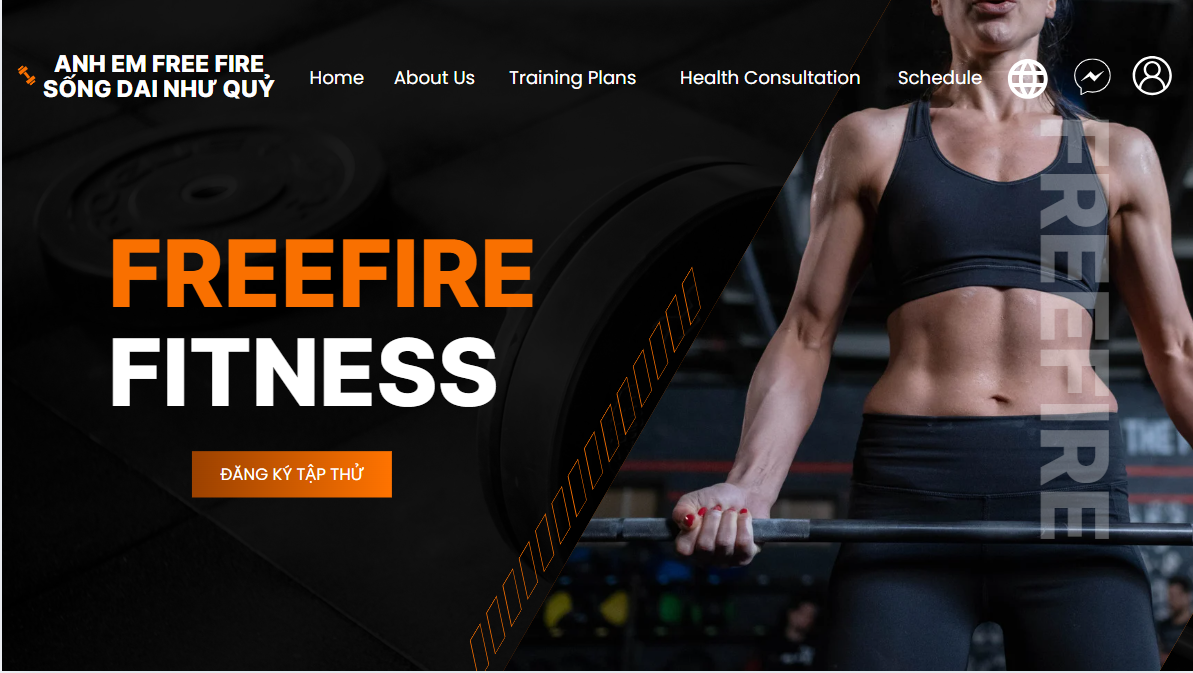 ANH EM FREE FIRE
SỐNG DAI NHƯ QUỶ
Home
About Us
Training Plans
Health Consultation
Schedule
FREEFIRE
FITNESS
ĐĂNG KÝ TẬP THỬ
FREEFIRE
THE